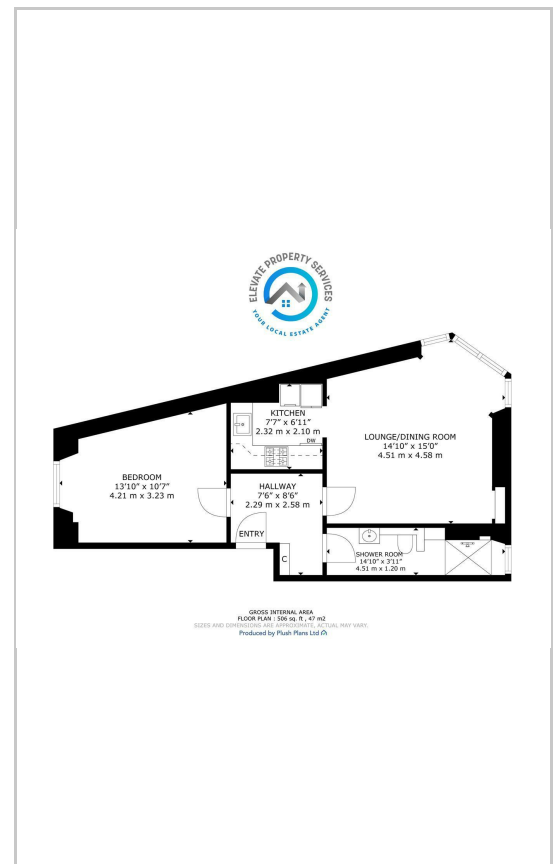 ELEVATE PROPERTY SERVICES
YOUR LOCAL ESTATE AGENT
KITCHEN
7'7" x 6'11"
2.32 m x 2.10 m
DW
LOUNGE/DINING ROOM
14'10" x 15'0"
4.51 m x 4.58 m
BEDROOM
13'10" x 10'7"
4.21 m x 3.23 m
HALLWAY
7'6" x 8'6"
2.29 m x 2.58 m
ENTRY
C
SHOWER ROOM
14'10" x 3'11"
4.51 m x 1.20 m
GROSS INTERNAL AREA
FLOOR PLAN : 506 sq. ft , 47 m2
SIZES AND DIMENSIONS ARE APPROXIMATE, ACTUAL MAY VARY.
Produced by Plush Plans Ltd